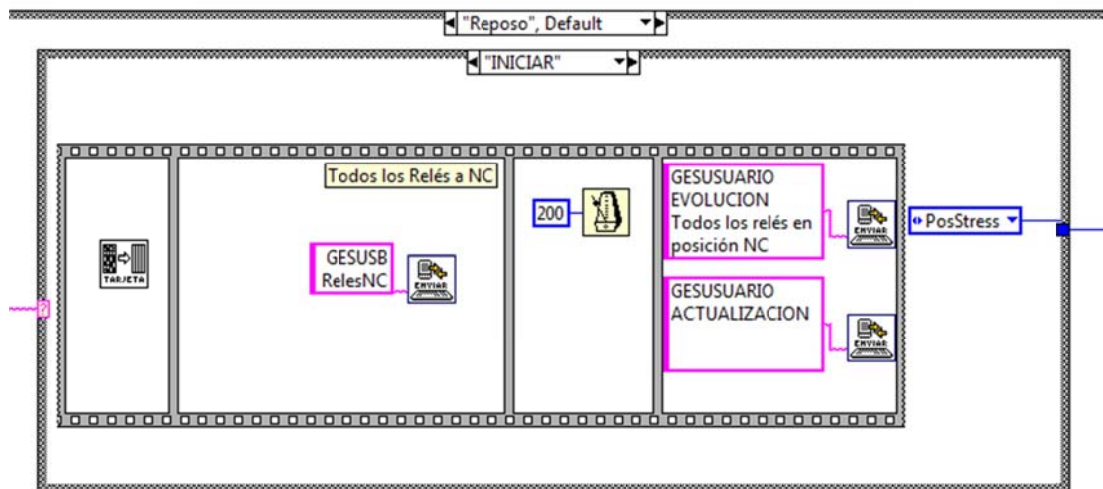 "Reposo", Default
"INICIAR"
Todos los Relés a NC
TARJETA
GESUSB
RelesNC
ENVIAR
200
GESUSUARIO
EVOLUCION
Todos los relés en
posición NC
ENVIAR
PosStress
GESUSUARIO
ACTUALIZACION
ENVIAR
?